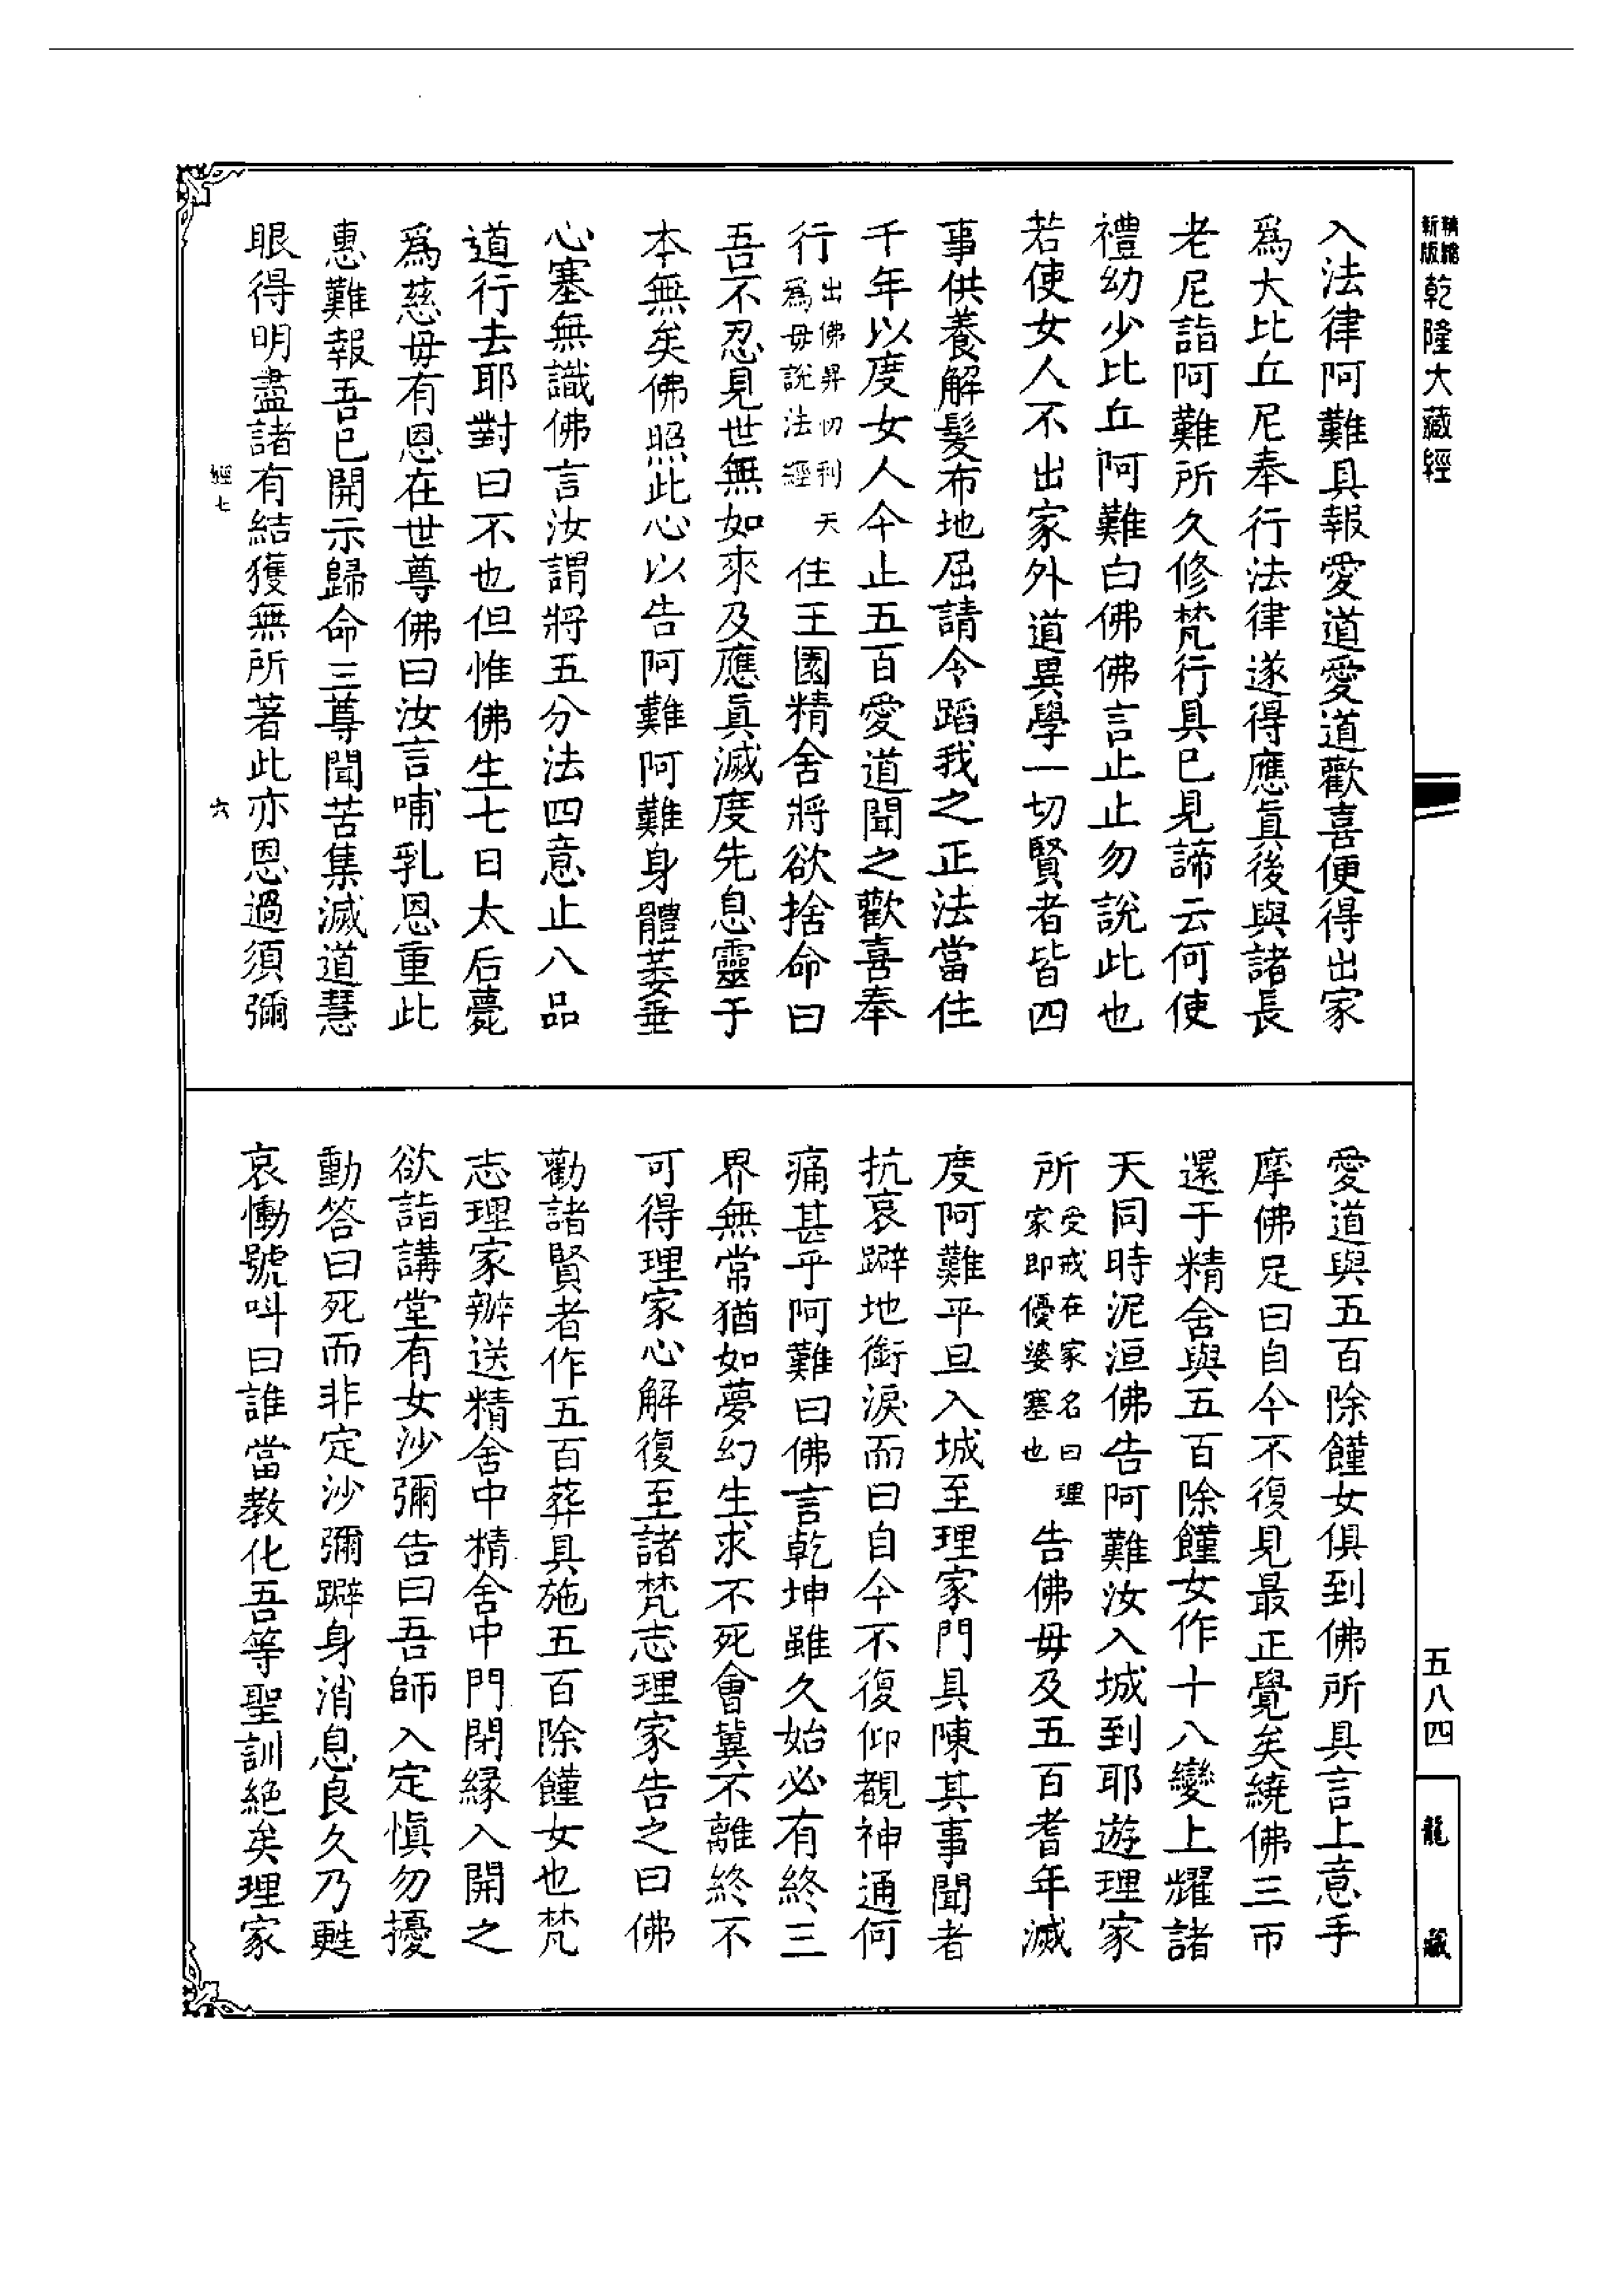 精縮
新版
乾隆大藏經
五八四
龍藏
入法律阿難具報愛道愛道歡喜便得出家
爲大比丘尼奉行法律遂得應眞後與諸長
老尼詣阿難所久修梵行具已見諦云何使
禮幼少比丘阿難白佛佛言止止勿說此也
若使女人不出家外道異學一切賢者皆四
事供養解髮布地屈請令蹈我之正法當住
千年以度女人今止五百愛道聞之歡喜奉
行出佛昇忉利天爲母說法經住王園精舍將欲捨命曰
吾不忍見世無如來及應眞滅度先息靈于
本無矣佛照此心以告阿難阿難身體萎垂
心塞無識佛言汝謂將五分法四意止八品
道行去耶對曰不也但惟佛生七日太后薨
爲慈母有恩在世尊佛曰汝言哺乳恩重此
惠難報吾已開示歸命三尊聞苦集滅道慧
眼得明盡諸有結獲無所著此亦恩過須彌
經七
六
愛道與五百除饉女俱到佛所具言上意手
摩佛足曰自今不復見最正覺矣繞佛三帀
還于精舍與五百除饉女作十八變上耀諸
天同時泥洹佛告阿難汝入城到耶遊理家
所受戒在家名曰理家即優婆塞也告佛母及五百耆年滅
度阿難平旦入城至理家門具陳其事聞者
抗哀躃地銜淚而曰自今不復仰覩神通何
痛甚乎阿難曰佛言乾坤雖久始必有終三
界無常猶如夢幻生求不死會冀不離終不
可得理家心解復至諸梵志理家告之曰佛
勸諸賢者作五百葬具施五百除饉女也梵
志理家辦送精舍中精舍中門閉緣入開之
欲詣講堂有女沙彌告曰吾師入定愼勿擾
動答曰死而非定沙彌躃身消息良久乃甦
哀慟號叫曰誰當教化吾等聖訓絕矣理家